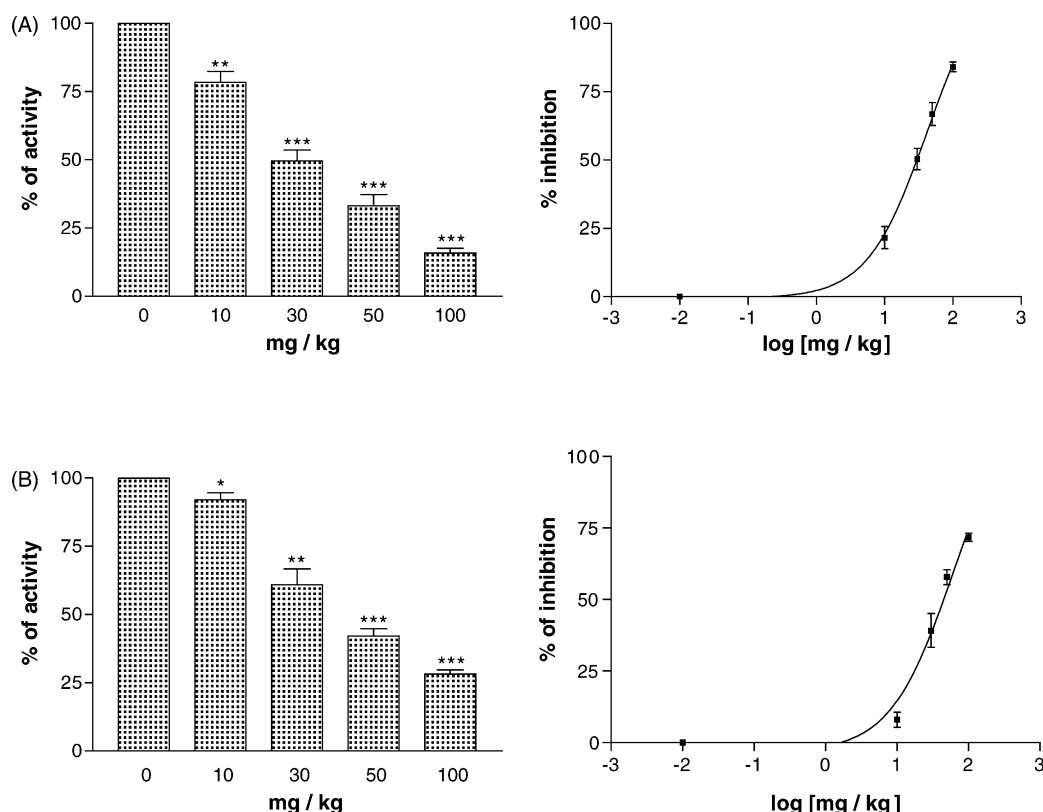 (A)
100
75
50
25
0
% of activity
**
***
***
***
0 10 30 50 100
mg / kg
100
75
50
25
0
% inhibition
-3 -2 -1 0 1 2 3
log [mg / kg]
(B)
100
75
50
25
0
% of activity
*
**
***
***
0 10 30 50 100
mg / kg
100
75
50
25
0
% of inhibition
-3 -2 -1 0 1 2 3
log [mg / kg]